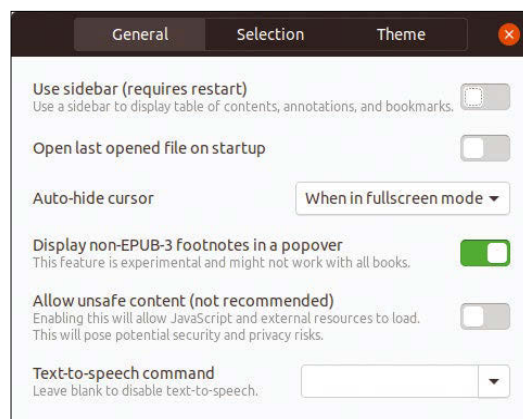 General Selection Theme
Use sidebar (requires restart)
Use a sidebar to display table of contents, annotations, and bookmarks.
Open last opened file on startup
Auto-hide cursor When in fullscreen mode
Display non-EPUB-3 footnotes in a popover
This feature is experimental and might not work with all books.
Allow unsafe content (not recommended)
Enabling this will allow JavaScript and external resources to load.
This will pose potential security and privacy risks.
Text-to-speech command
Leave blank to disable text-to-speech.